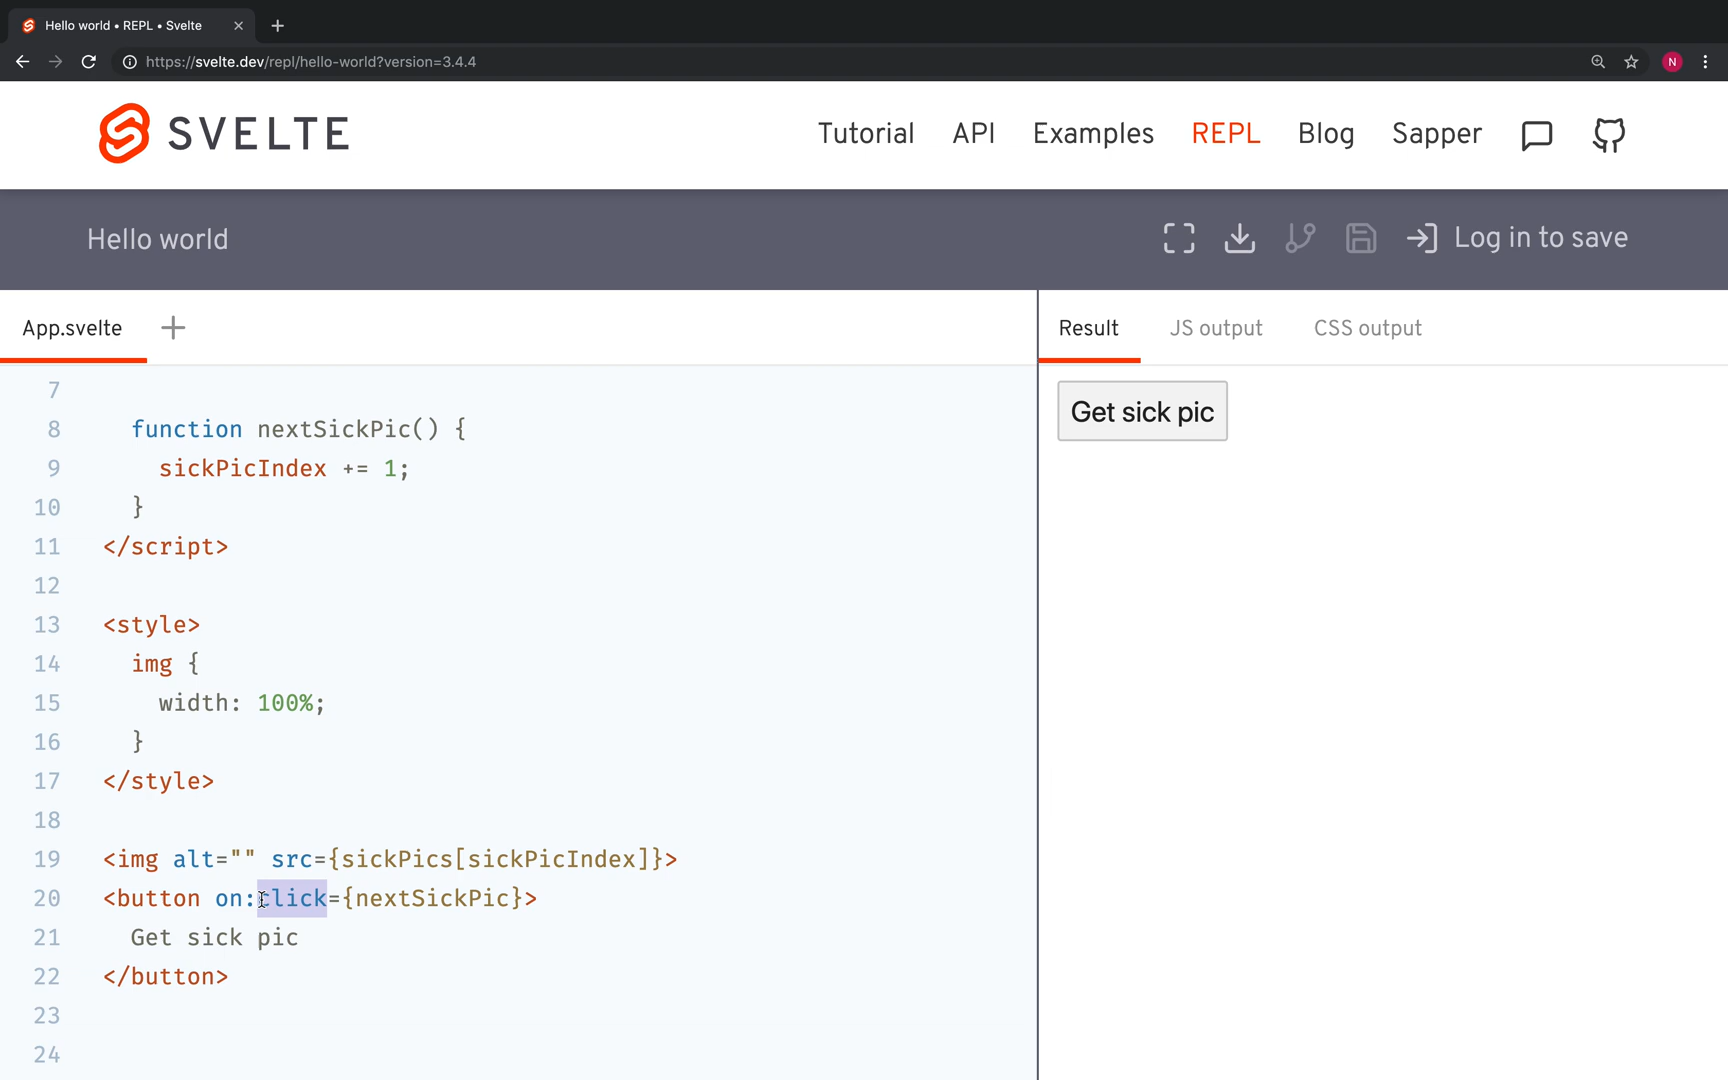 Hello world • REPL • Svelte
https://svelte.dev/repl/hello-world?version=3.4.4
N
SVELTE
Tutorial API Examples REPL Blog Sapper
Hello world
Log in to save
App.svelte
Result JS output CSS output
7
8 function nextSickPic() {
9 sickPicIndex += 1;
10 }
11 </script>
12
13 <style>
14 img {
15 width: 100%;
16 }
17 </style>
18
19 <img alt="" src={sickPics[sickPicIndex]}>
20 <button on:click={nextSickPic}>
21 Get sick pic
22 </button>
23
24
Get sick pic